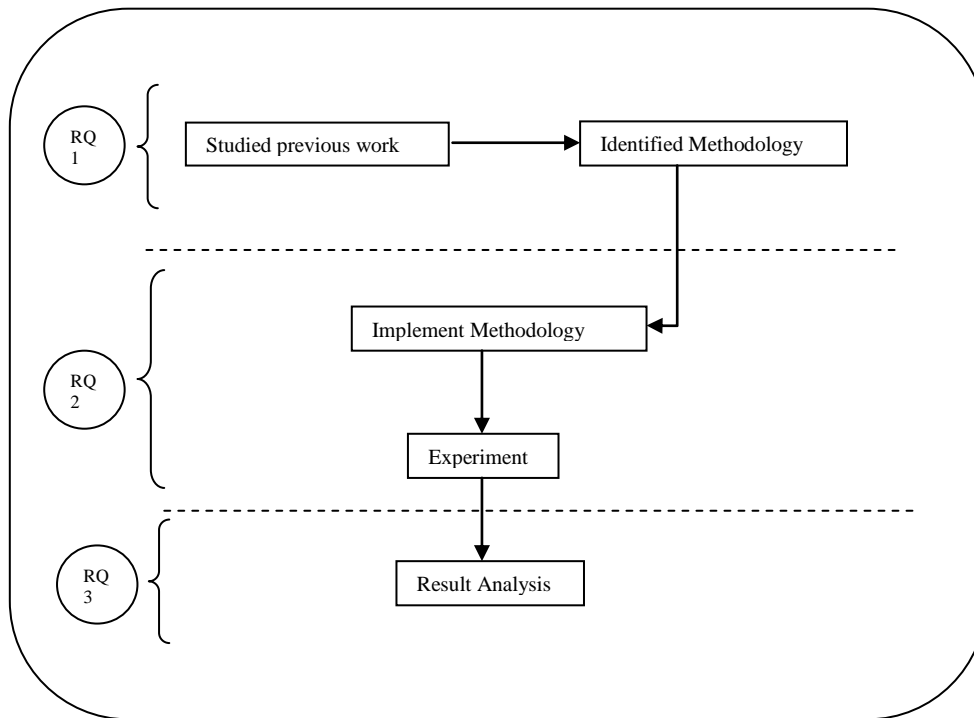 RQ
1
Studied previous work
Identified Methodology
RQ
2
Implement Methodology
Experiment
RQ
3
Result Analysis